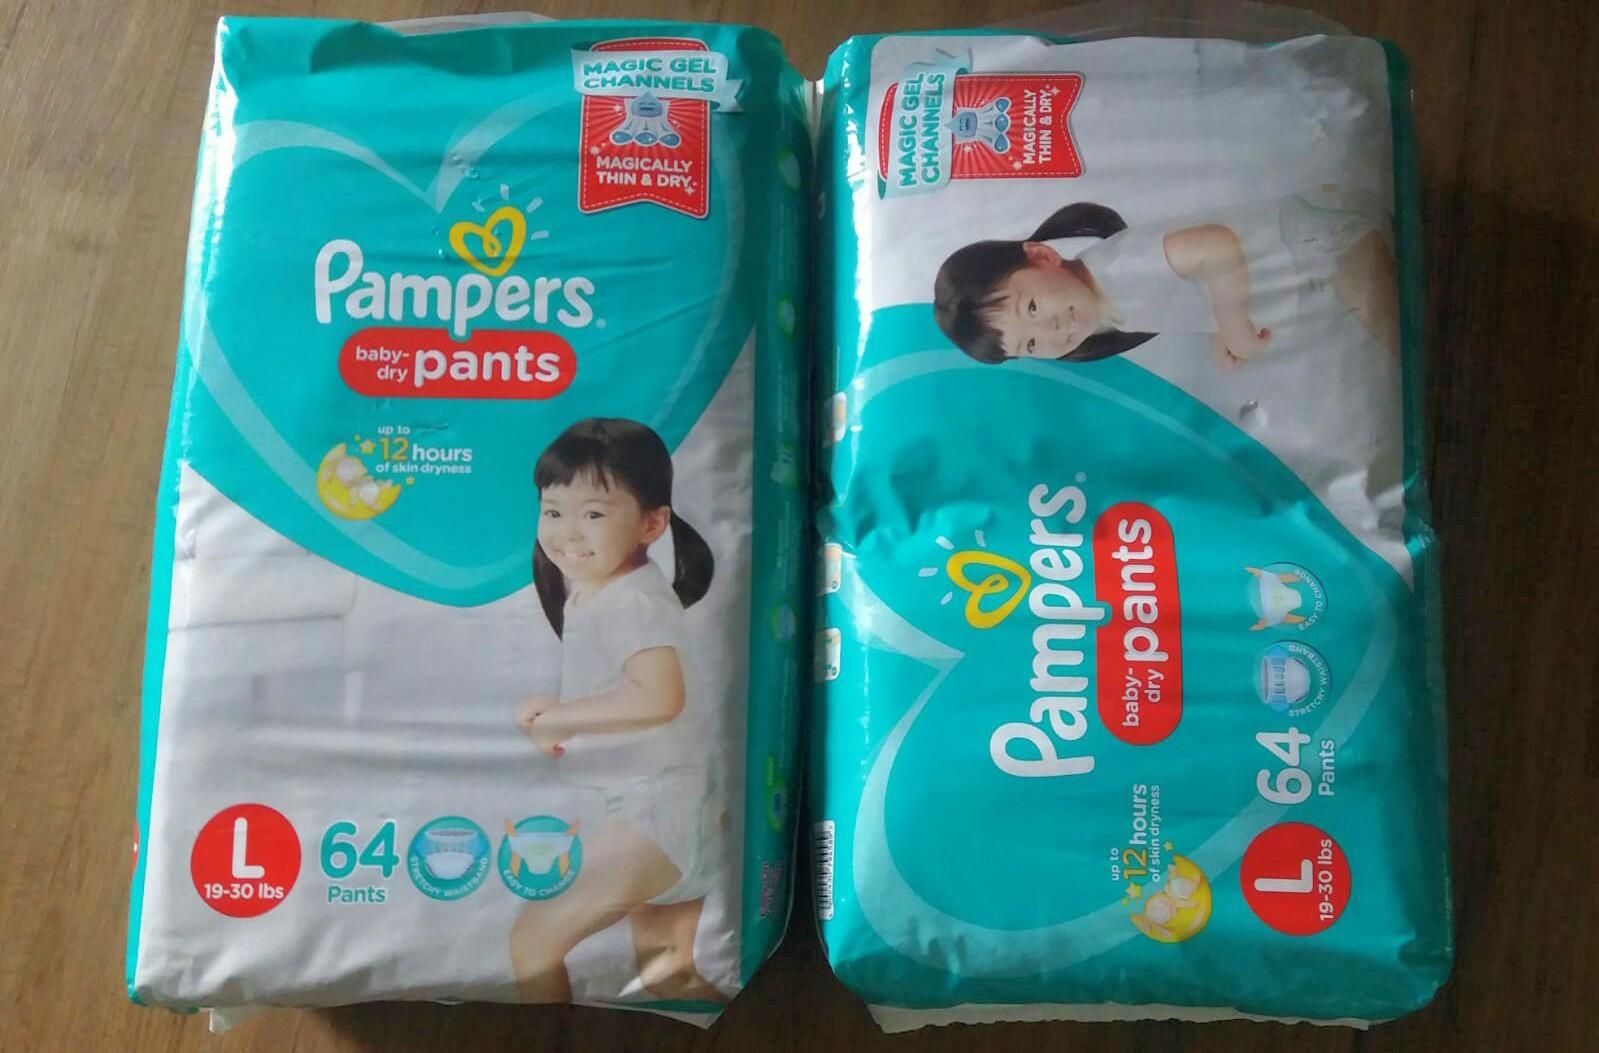 MAGIC GEL
CHANNELS
MAGICALLY
THIN & DRY
Pampers®
baby-
dry pants
up to
12 hours
of skin dryness
L
19-30 lbs
64
Pants
STRETCHY WAISTBAND
EASY TO CHANGE
MAGIC GEL
CHANNELS
MAGICALLY
THIN & DRY
Pampers®
baby-
dry pants
up to
12 hours
of skin dryness
L
19-30 lbs
64
Pants
STRETCHY WAISTBAND
EASY TO CHANGE